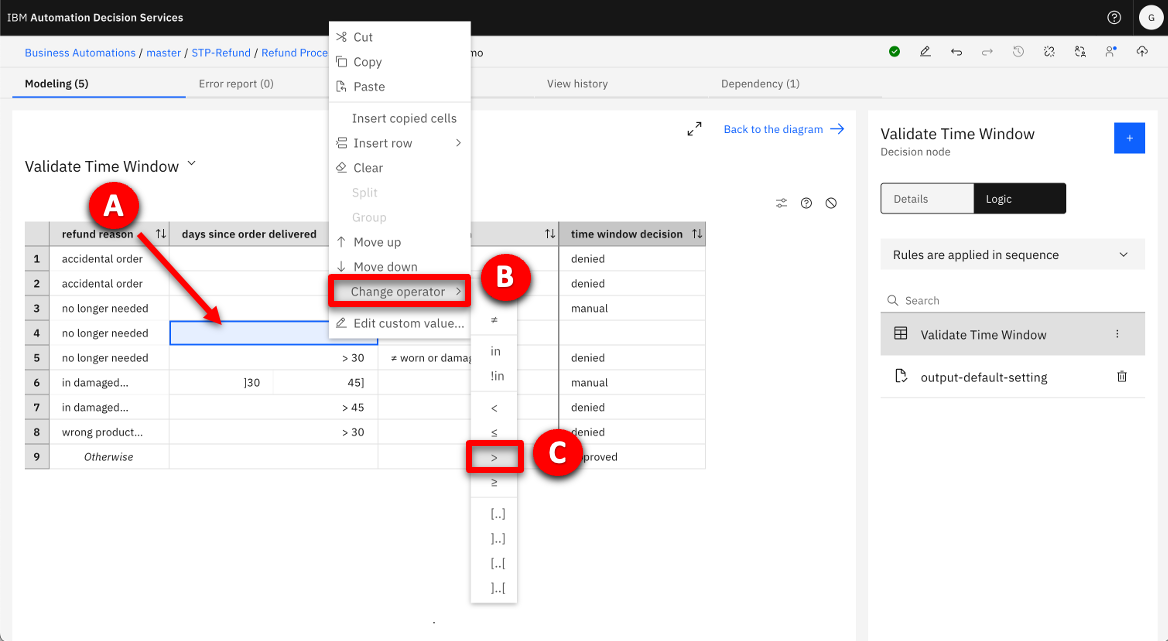 IBM Automation Decision Services
G
Business Automations / master / STP-Refund / Refund Proce
mo
Modeling (5)
Error report (0)
View history
Dependency (1)
Cut
Copy
Paste
Insert copied cells
Insert row
Clear
Split
Group
Move up
Move down
Change operator
Edit custom value...
Back to the diagram
Validate Time Window
A
B
C
refund reason
days since order delivered
time window decision
1 accidental order denied
2 accidental order denied
3 no longer needed manual
4 no longer needed
5 no longer needed > 30 ≠ worn or damag denied
6 in damaged... ]30 45] manual
7 in damaged... > 45 denied
8 wrong product... > 30 denied
9 Otherwise proved
≠
in
!in
<
≤
>
≥
[..]
]..]
[..[
]..[
Validate Time Window
Decision node
+
Details
Logic
Rules are applied in sequence
Search
Validate Time Window
output-default-setting